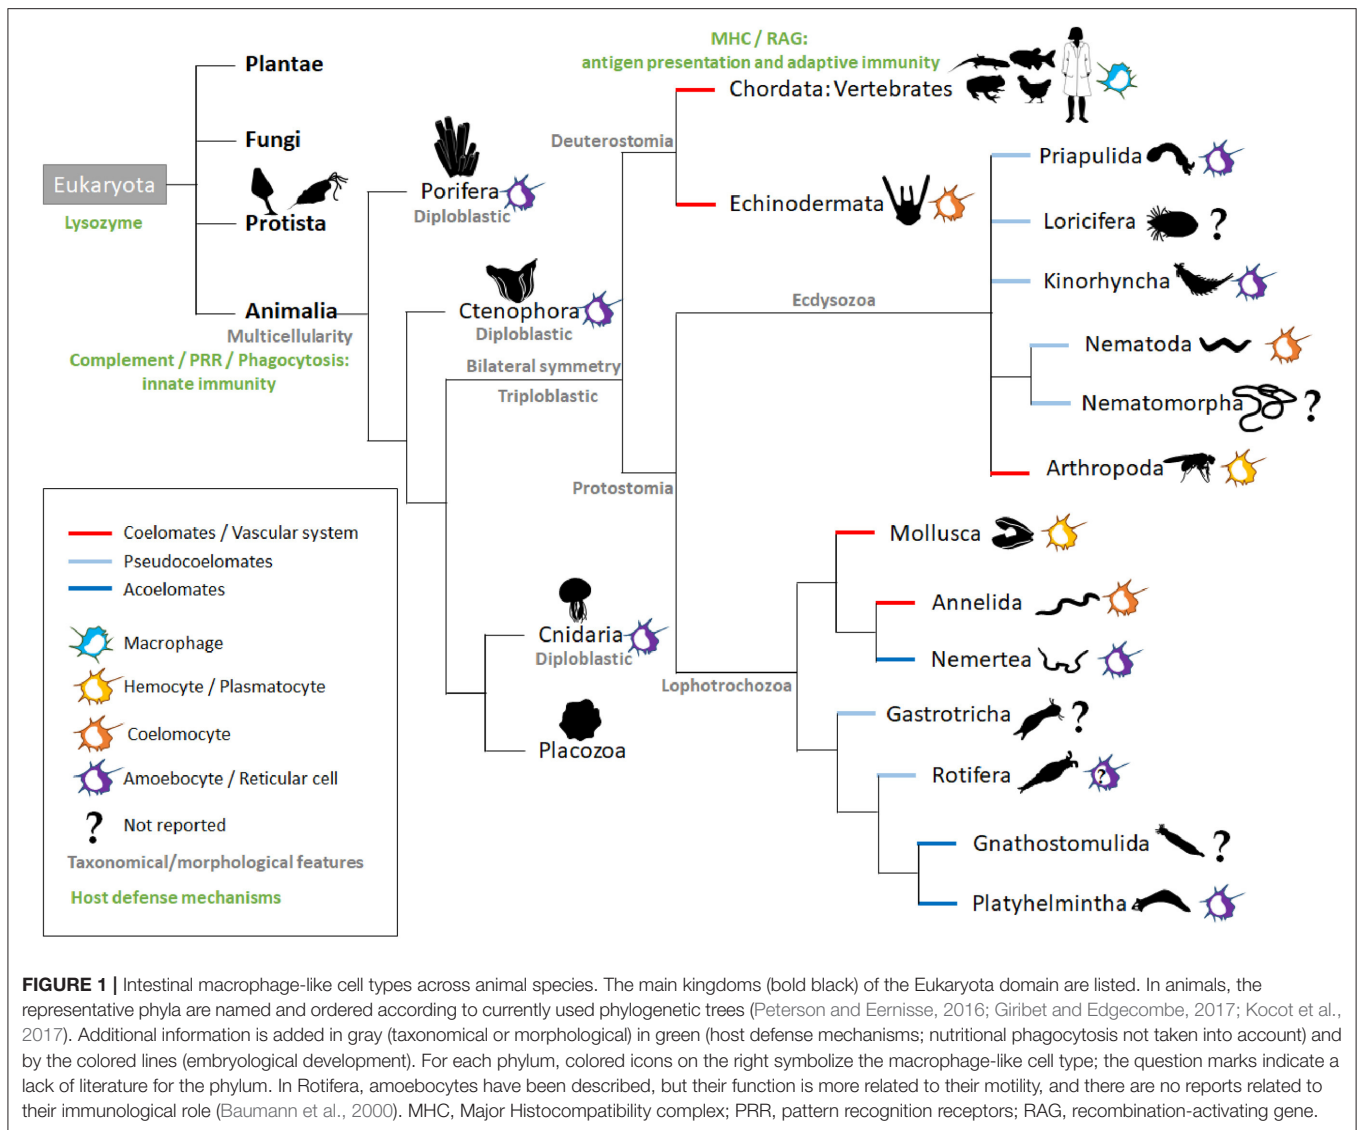 MHC / RAG:
antigen presentation and adaptive immunity
Plantae
Chordata: Vertebrates
Fungi
Deuterostomia
Priapulida
Eukaryota
Porifera
Diploblastic
Echinodermata
Lysozyme
Protista
Loricifera
?
Kinorhyncha
Ecdysozoa
Animalia
Multicellularity
Ctenophora
Diploblastic
Complement / PRR / Phagocytosis:
innate immunity
Bilateral symmetry
Triploblastic
Nematoda
Nematomorpha
?
Arthropoda
Protostomia
Coelomates / Vascular system
Pseudocoelomates
Acoelomates
Macrophage
Hemocyte / Plasmatocyte
Coelomocyte
Amoebocyte / Reticular cell
?
Not reported
Taxonomical/morphological features
Host defense mechanisms
Mollusca
Annelida
Cnidaria
Diploblastic
Nemertea
Lophotrochozoa
Gastrotricha
?
Placozoa
Rotifera
?
Gnathostomulida
?
Platyhelmintha
FIGURE 1 | Intestinal macrophage-like cell types across animal species. The main kingdoms (bold black) of the Eukaryota domain are listed. In animals, the
representative phyla are named and ordered according to currently used phylogenetic trees (Peterson and Eernisse, 2016; Giribet and Edgecombe, 2017; Kocot et al.,
2017). Additional information is added in gray (taxonomical or morphological) in green (host defense mechanisms; nutritional phagocytosis not taken into account) and
by the colored lines (embryological development). For each phylum, colored icons on the right symbolize the macrophage-like cell type; the question marks indicate a
lack of literature for the phylum. In Rotifera, amoebocytes have been described, but their function is more related to their motility, and there are no reports related to
their immunological role (Baumann et al., 2000). MHC, Major Histocompatibility complex; PRR, pattern recognition receptors; RAG, recombination-activating gene.